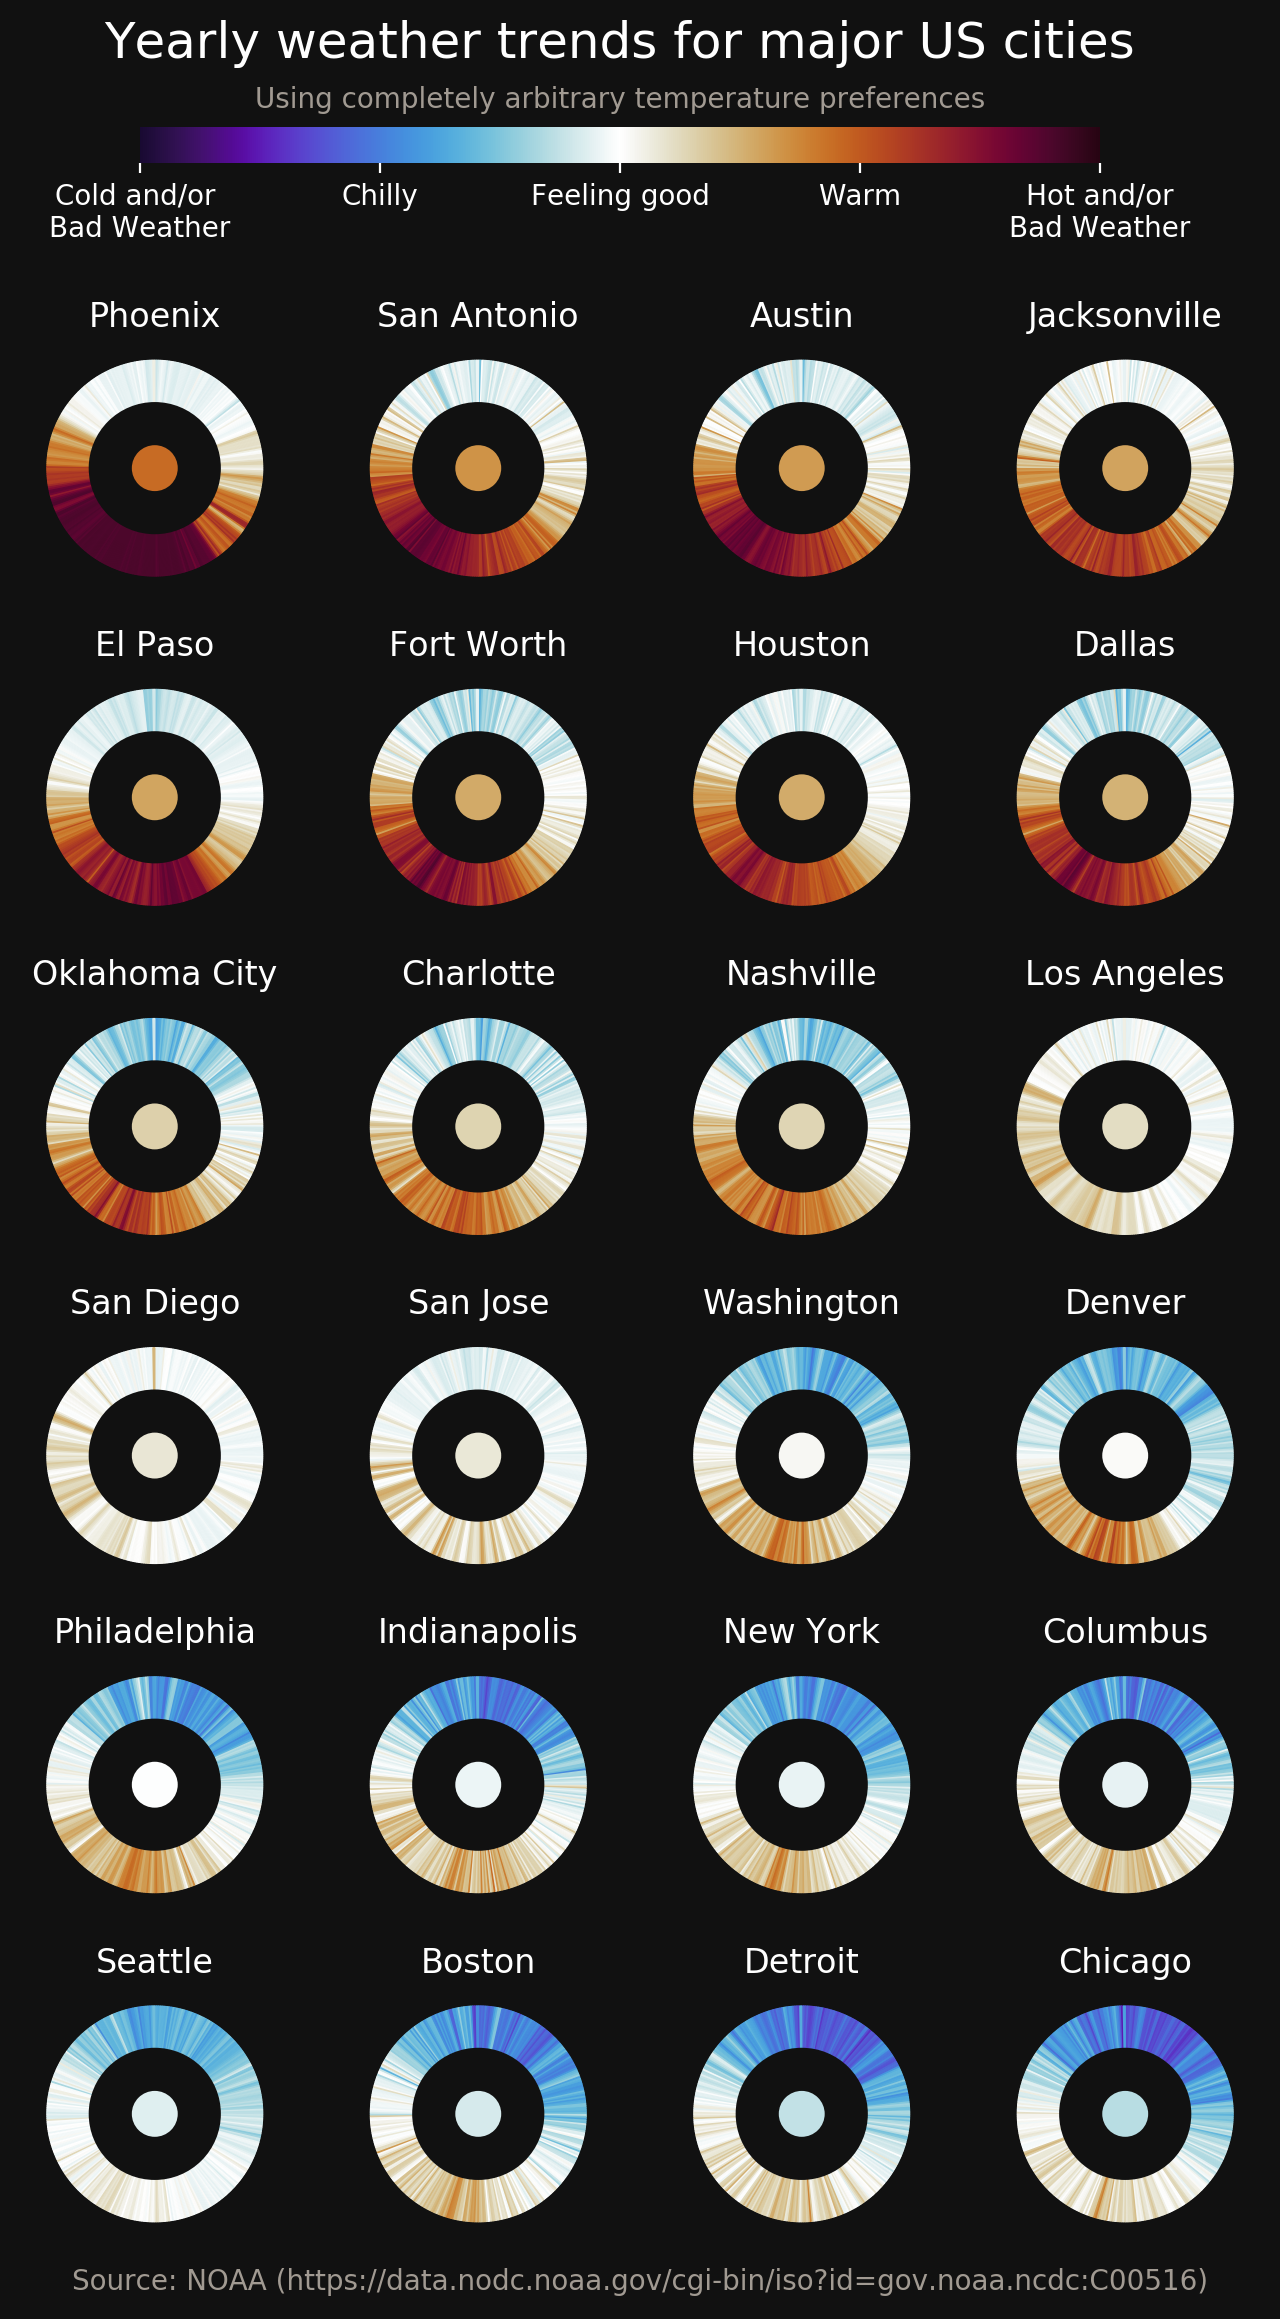 Yearly weather trends for major US cities
Using completely arbitrary temperature preferences
Cold and/or Bad Weather
Chilly
Feeling good
Warm
Hot and/or Bad Weather
Phoenix
San Antonio
Austin
Jacksonville
El Paso
Fort Worth
Houston
Dallas
Oklahoma City
Charlotte
Nashville
Los Angeles
San Diego
San Jose
Washington
Denver
Philadelphia
Indianapolis
New York
Columbus
Seattle
Boston
Detroit
Chicago
Source: NOAA (https://data.nodc.noaa.gov/cgi-bin/iso?id=gov.noaa.ncdc:C00516)